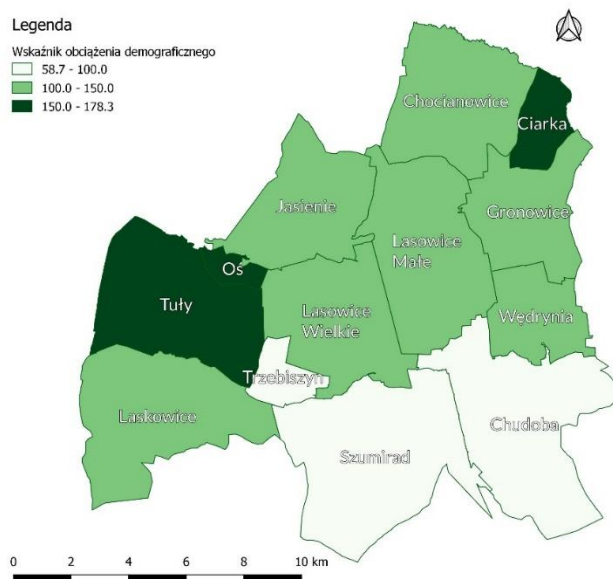 Legenda
Wskaźnik obciążenia demograficznego
58.7 - 100.0
100.0 - 150.0
150.0 - 178.3
Chocianowice
Ciarka
Jasienie
Gronowice
Lasowice
Małe
Oś
Tuły
Lasowice
Wielkie
Wędrynia
Trzebiszyn
Laskowice
Chudoba
Szumirad
0 2 4 6 8 10 km